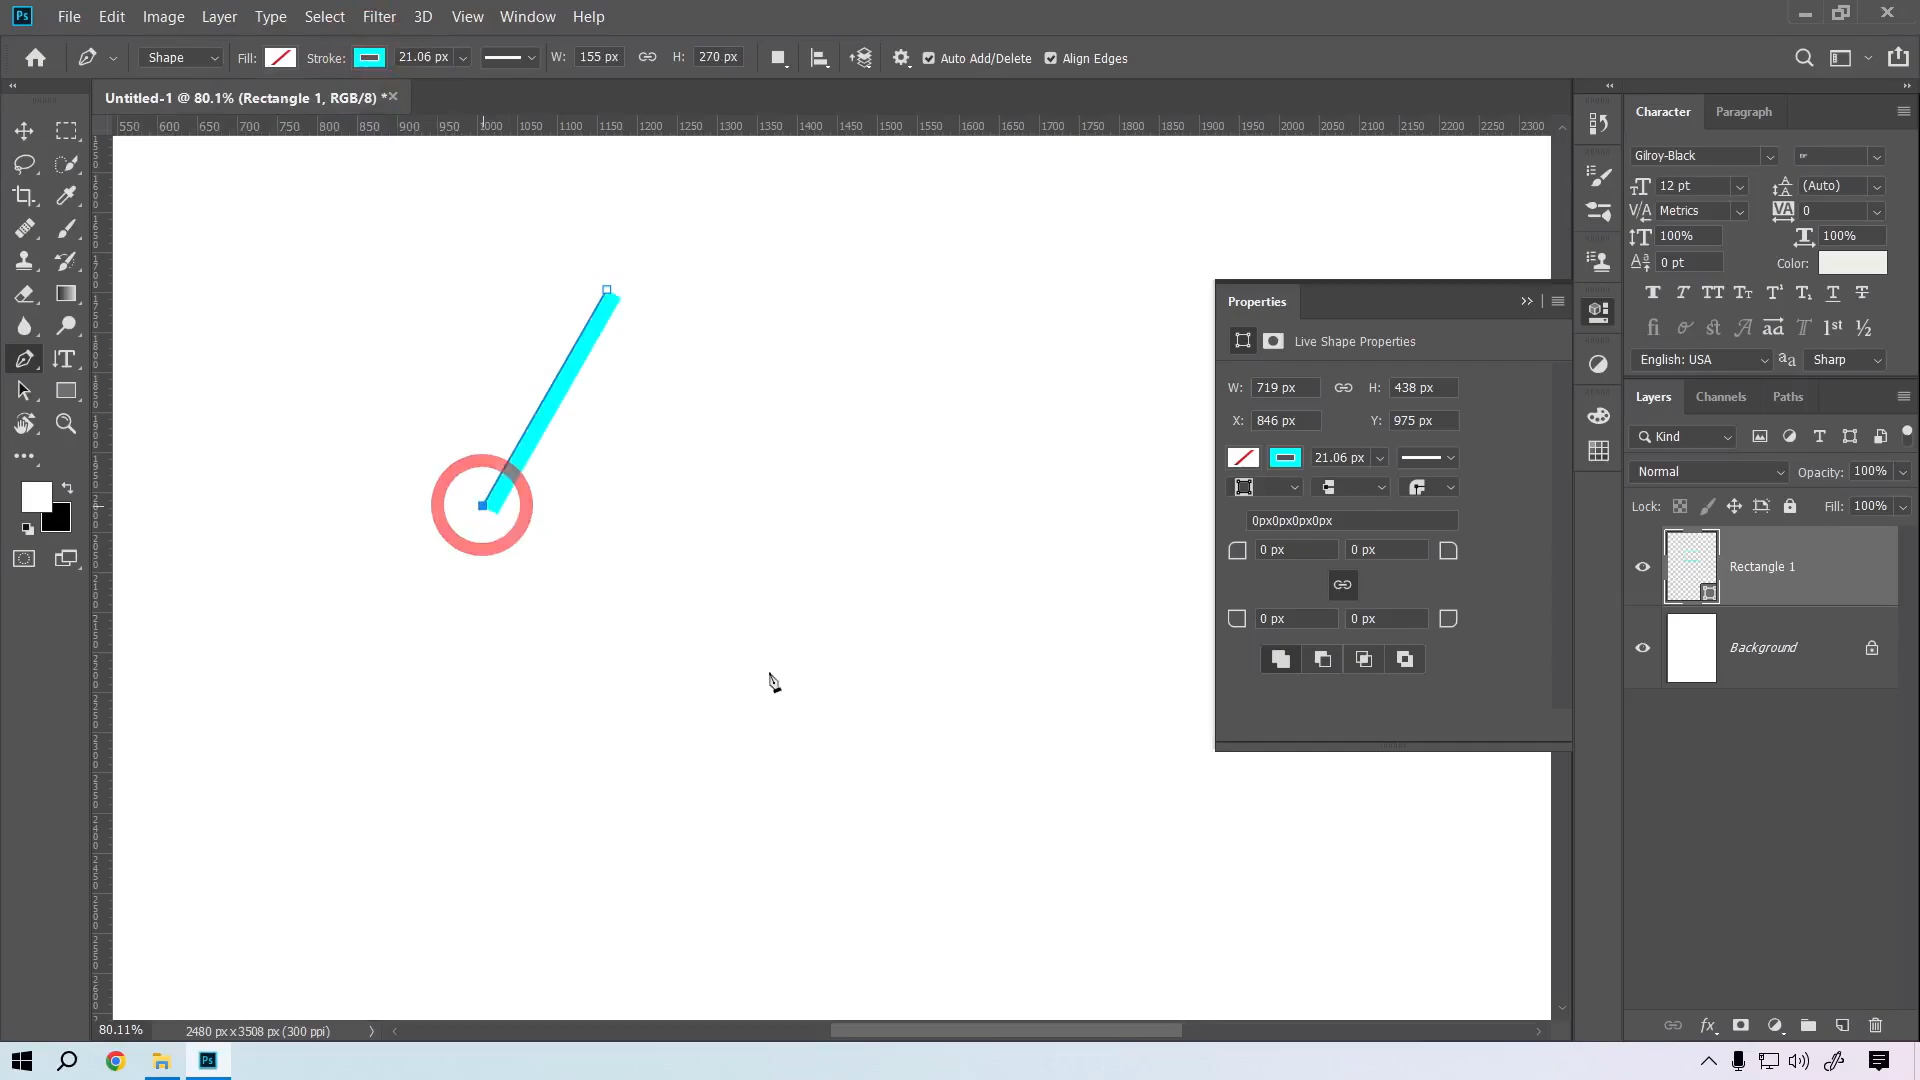 Ps File Edit Image Layer Type Select Filter 3D View Window Help
Shape Fill: Stroke: 21.06 px W: 155 px H: 270 px Auto Add/Delete Align Edges
Untitled-1 @ 80.1% (Rectangle 1, RGB/8) *
550 600 650 700 750 800 850 900 950 1000 1050 1100 1150 1200 1250 1300 1350 1400 1450 1500 1550 1600 1650 1700 1750 1800 1850 1900 1950 2000 2050 2100 2150 2200 2250 2300
Character Paragraph
Gilroy-Black
12 pt (Auto)
Metrics 0
100% 100%
0 pt Color:
English: USA Sharp
Properties
Live Shape Properties
W: 719 px H: 438 px
X: 846 px Y: 975 px
21.06 px
0px0px0px0px
0 px 0 px
0 px 0 px
Layers Channels Paths
Kind
Normal Opacity: 100%
Lock: Fill: 100%
Rectangle 1
Background
80.11% 2480 px x 3508 px (300 ppi)
Ps